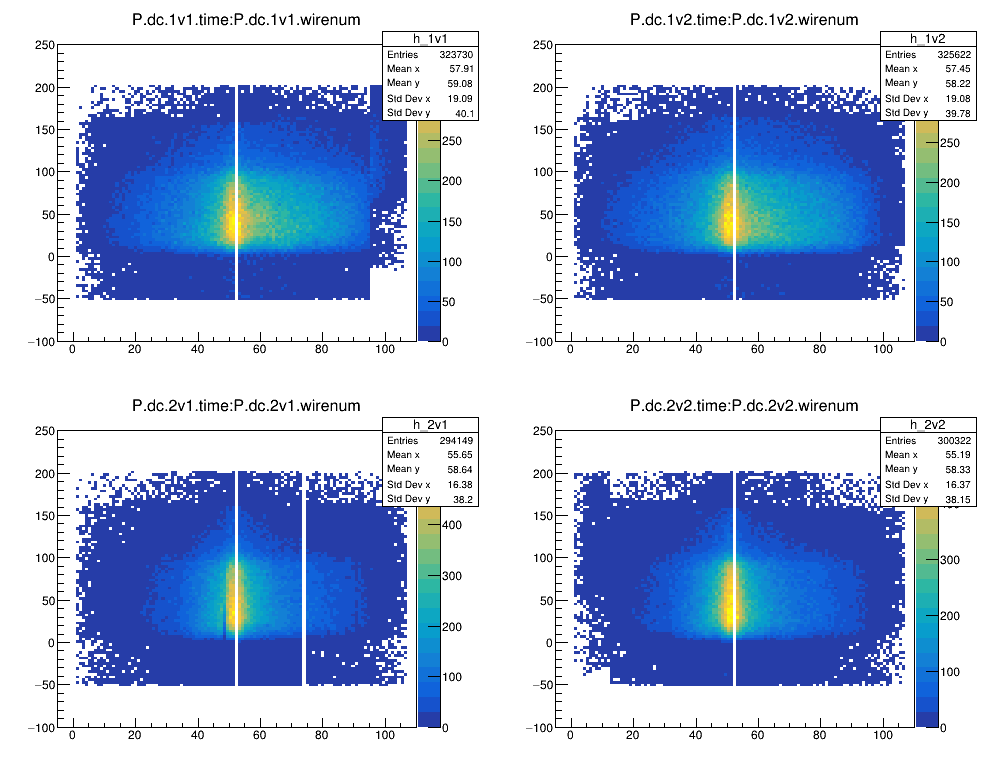 P.dc.1v1.time:P.dc.1v1.wirenum
h_1v1
Entries 323730
Mean x 57.91
Mean y 59.08
Std Dev x 19.09
Std Dev y 40.1
250
200
150
100
50
0
−50
−100
0 20 40 60 80 100
250
200
150
100
50
0
P.dc.1v2.time:P.dc.1v2.wirenum
h_1v2
Entries 325622
Mean x 57.45
Mean y 58.22
Std Dev x 19.08
Std Dev y 39.78
250
200
150
100
50
0
−50
−100
0 20 40 60 80 100
250
200
150
100
50
0
P.dc.2v1.time:P.dc.2v1.wirenum
h_2v1
Entries 294149
Mean x 55.65
Mean y 58.64
Std Dev x 16.38
Std Dev y 38.2
250
200
150
100
50
0
−50
−100
0 20 40 60 80 100
400
300
200
100
0
P.dc.2v2.time:P.dc.2v2.wirenum
h_2v2
Entries 300322
Mean x 55.19
Mean y 58.33
Std Dev x 16.37
Std Dev y 38.15
250
200
150
100
50
0
−50
−100
0 20 40 60 80 100
300
200
100
0